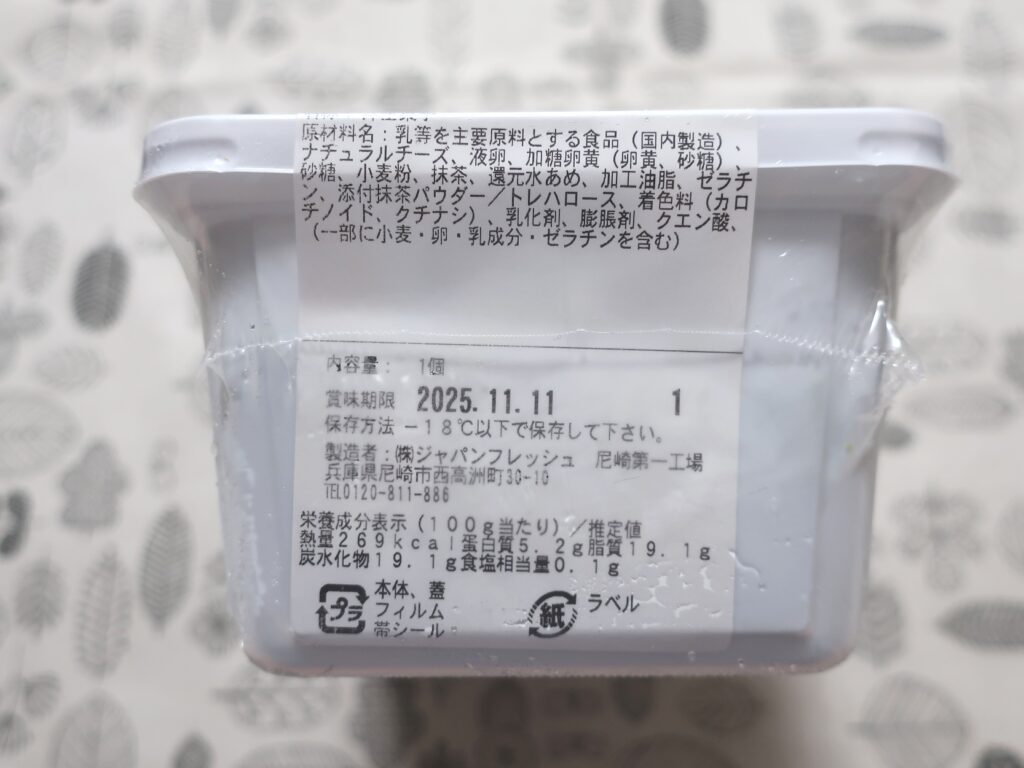 原材料名：乳等を主要原料とする食品（国内製造）、
ナチュラルチーズ、液卵、加糖卵黄（卵黄、砂糖）、
砂糖、小麦粉、抹茶、還元水あめ、加工油脂、ゼラチ
ン、添付抹茶パウダー／トレハロース、着色料（カロ
チノイド、クチナシ）、乳化剤、膨脹剤、クエン酸、
（一部に小麦・卵・乳成分・ゼラチンを含む）
内容量： 1個
賞味期限 2025.11.11 1
保存方法 －１８℃以下で保存して下さい。
製造者：㈱ジャパンフレッシュ 尼崎第一工場
兵庫県尼崎市西高洲町30-10
TEL0120-811-886
栄養成分表示（１００ｇ当たり）／推定値
熱量２６９ｋｃａｌ蛋白質５．２ｇ脂質１９．１ｇ
炭水化物１９．１ｇ食塩相当量０．１ｇ
プラ 本体、蓋
フィルム
帯シール
紙 ラベル